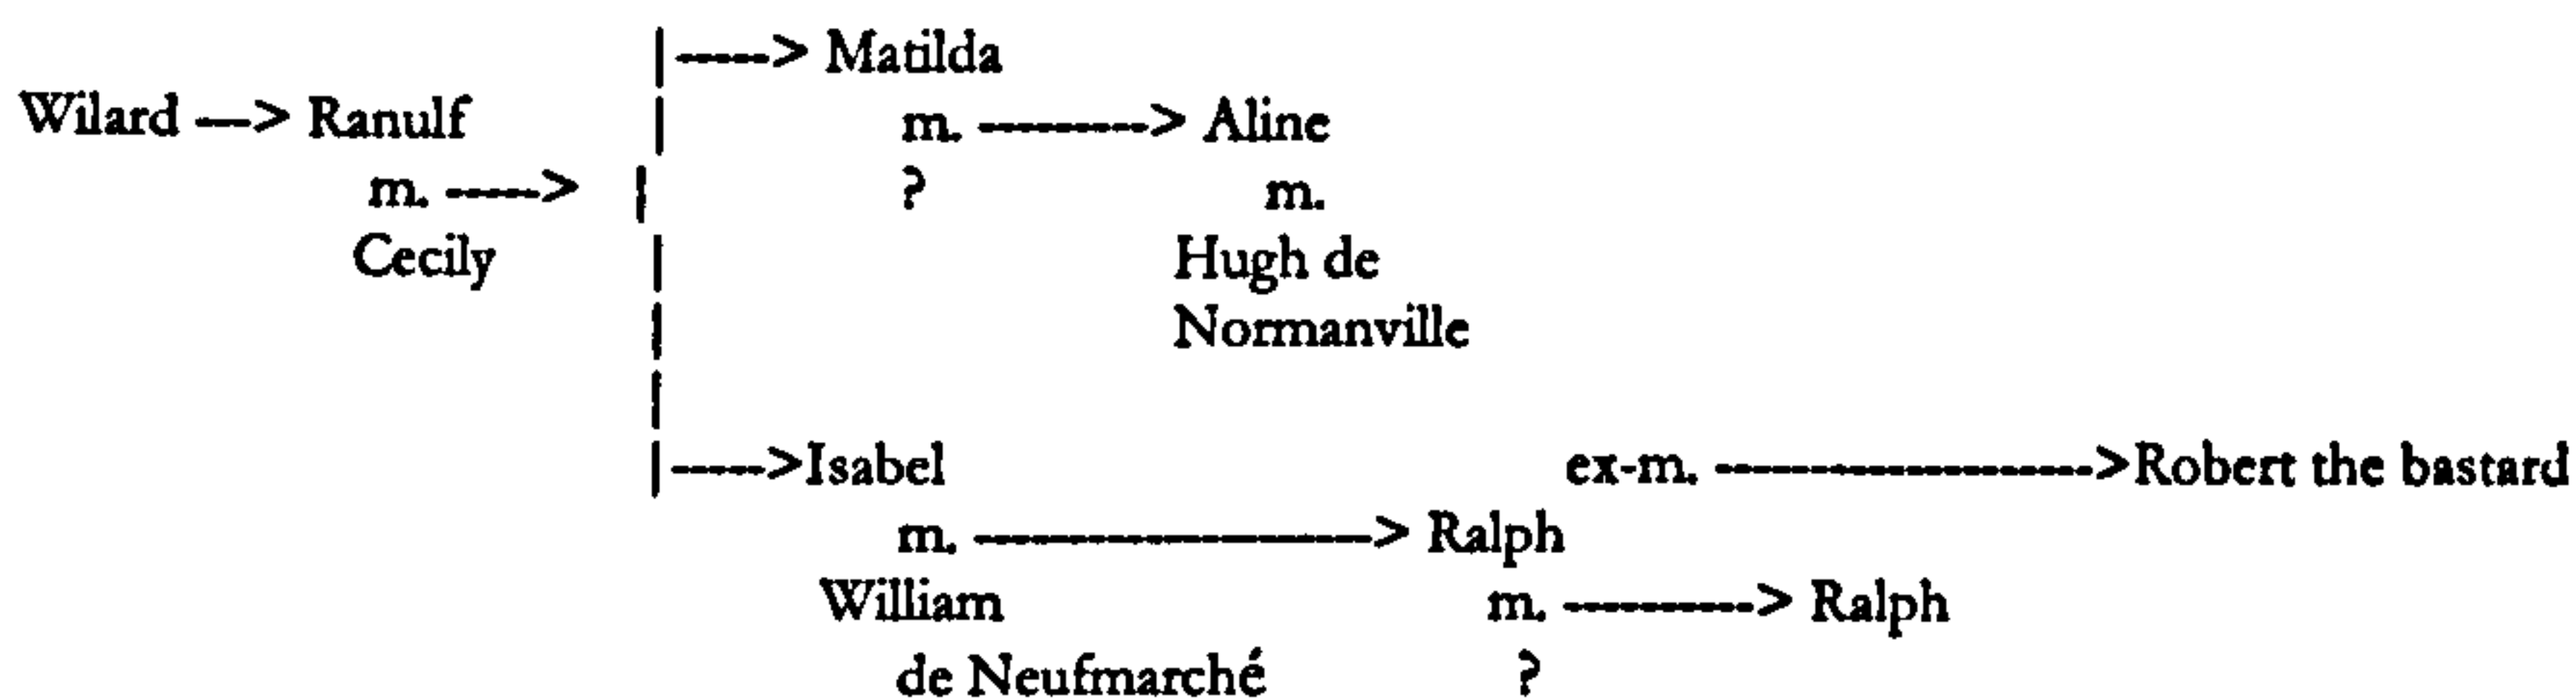 |-----> Matilda
Wilard ---> Ranulf | m. ---------> Aline
m. -----> | ? m.
Cecily | Hugh de
| Normanville
|
|----->Isabel ex-m. ------------------->Robert the bastard
m. --------------------> Ralph
William m. ----------> Ralph
de Neufmarché ?